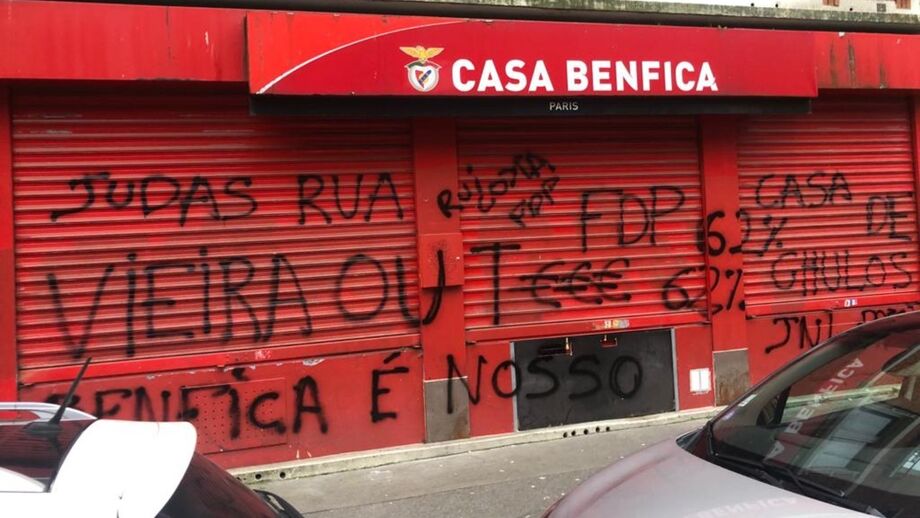 CASA BENFICA
PARIS
JUDAS RUA
VIEIRA OUT €€€
FDP
62%
62%
CASA
DE
GHULOS
BENFICA É NOSSO